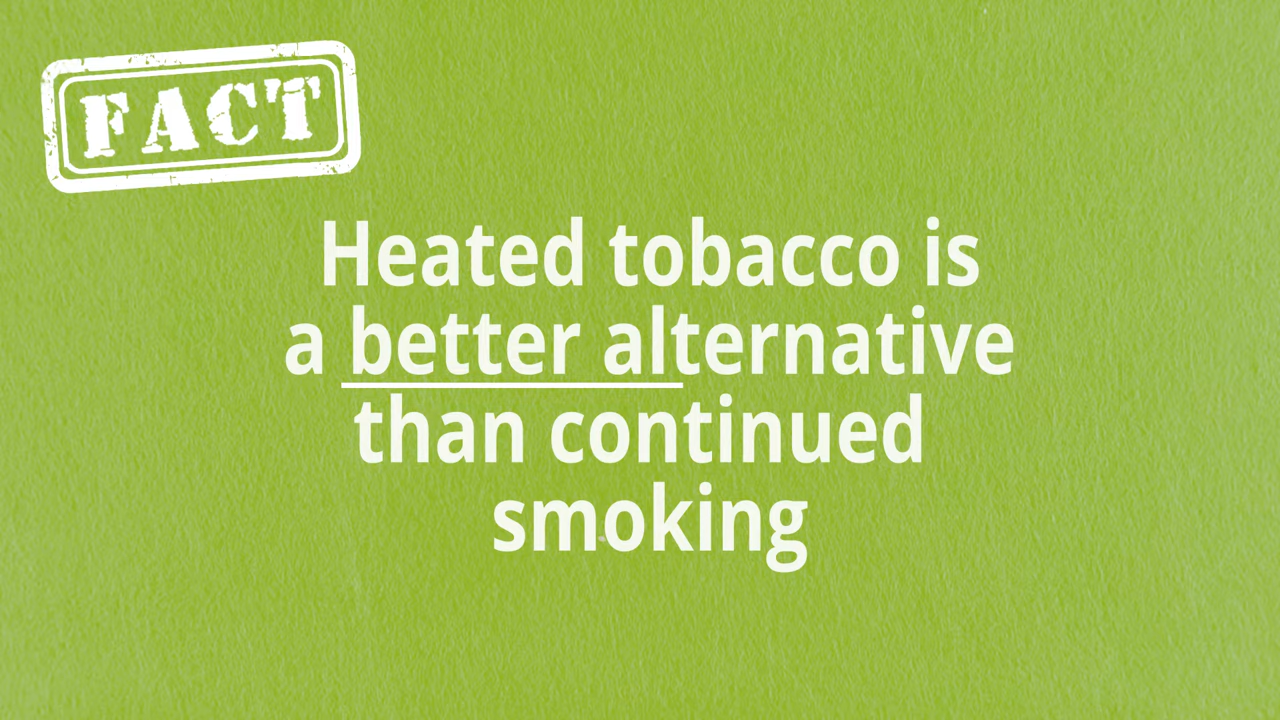 FACT
Heated tobacco is
a better alternative
than continued
smoking